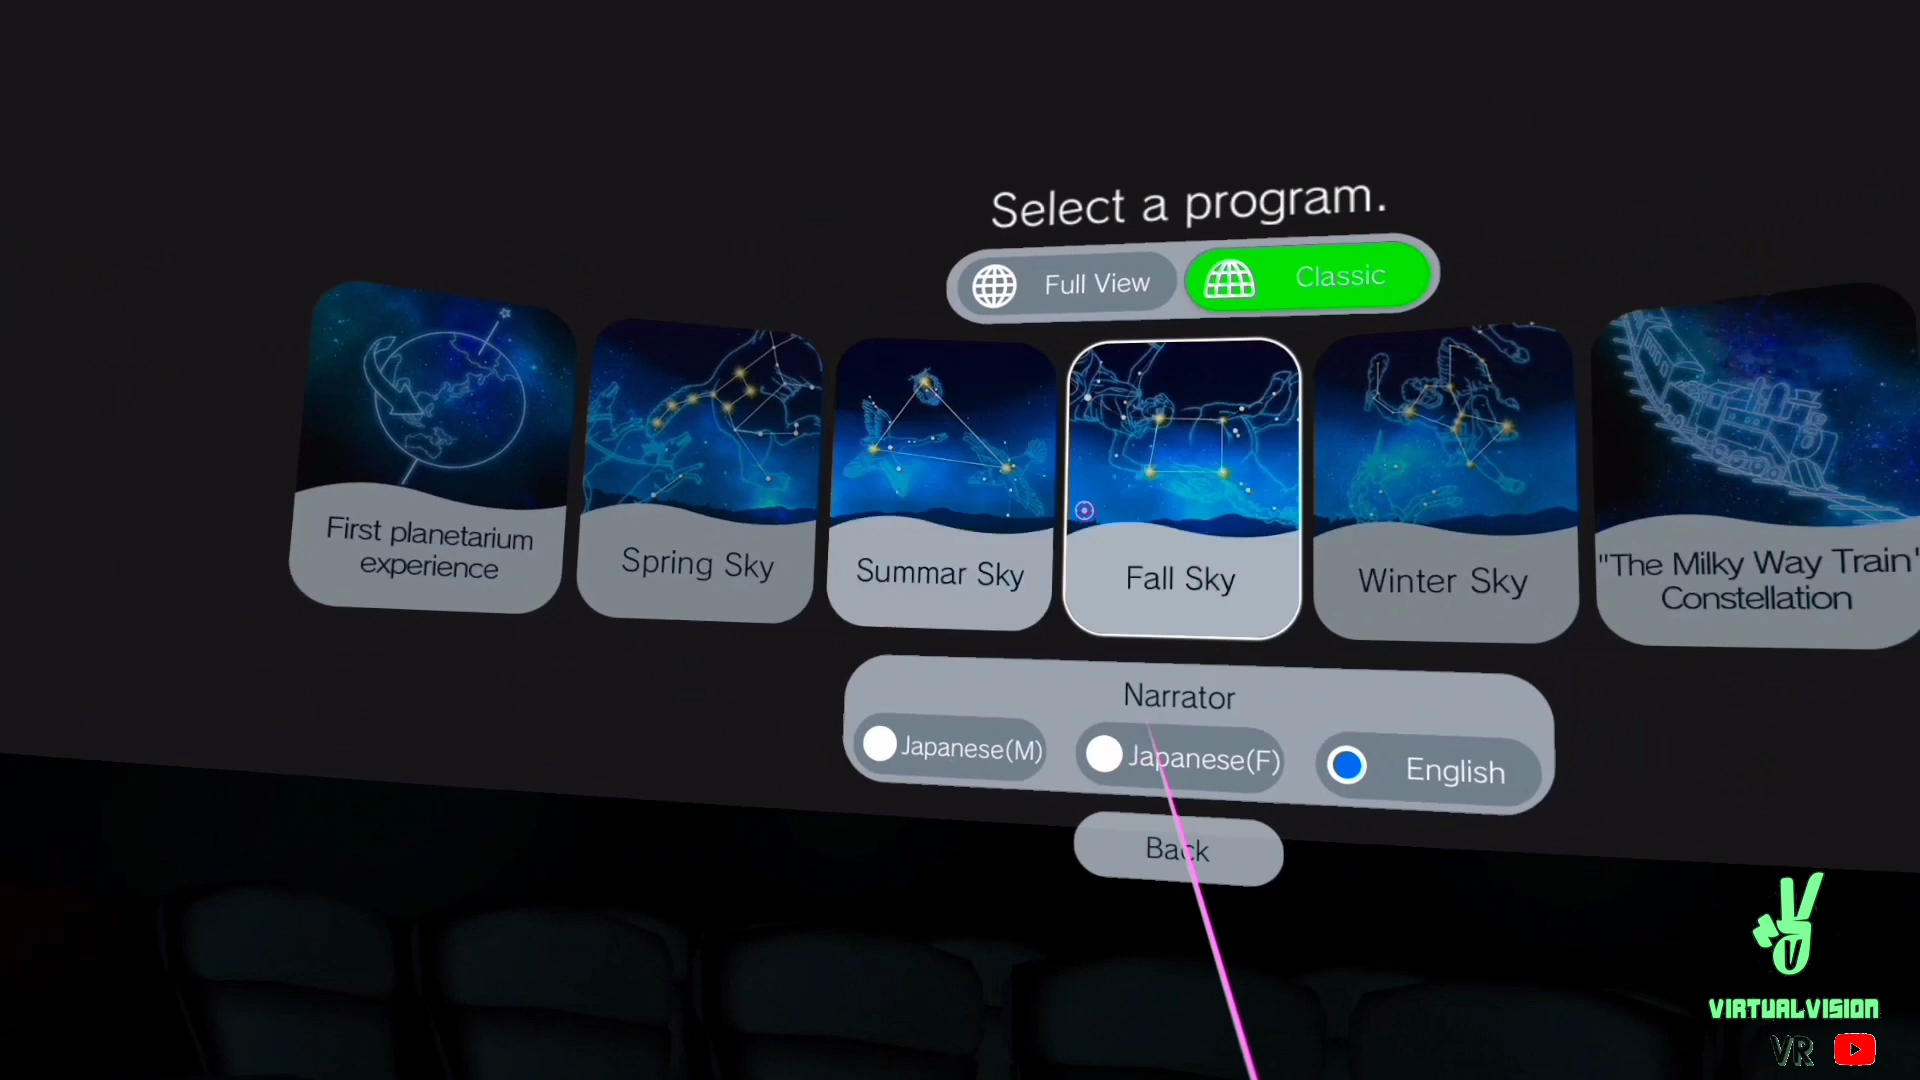 Select a program.
Full View
Classic
First planetarium
experience
Spring Sky
Summar Sky
Fall Sky
Winter Sky
"The Milky Way Train"
Constellation
Narrator
Japanese(M)
Japanese(F)
English
Back
VIRTUALVISION
VR